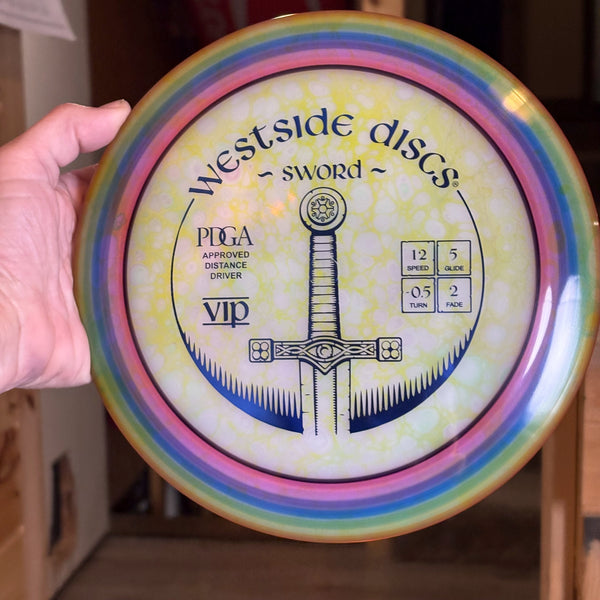 WESTSIDE DISCS®
~ SWORD ~
PDGA
APPROVED
DISTANCE
DRIVER
VIP
12 5
SPEED GLIDE
-0.5 2
TURN FADE